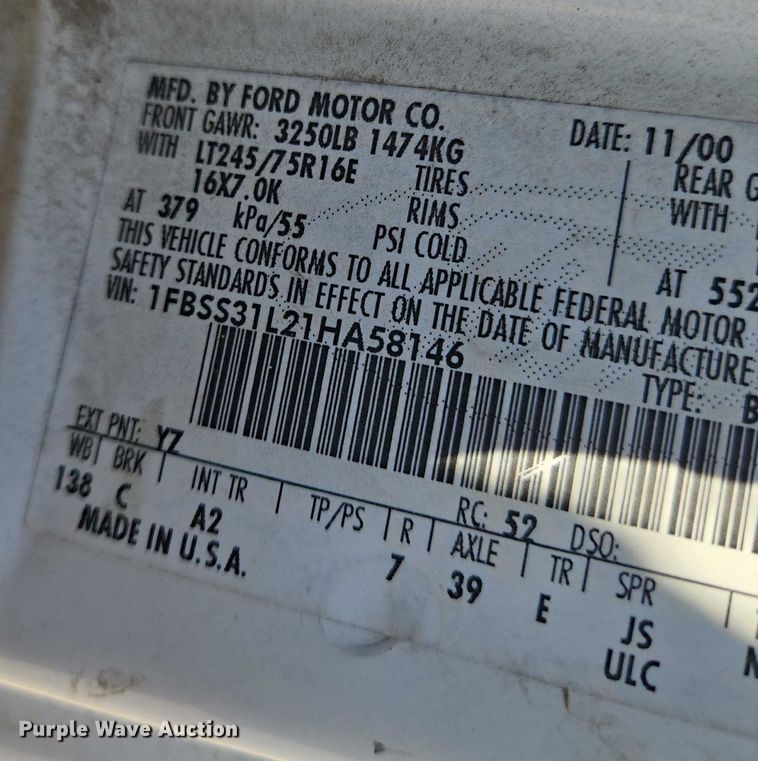 MFD. BY FORD MOTOR CO.
DATE: 11/00
FRONT GAWR: 3250LB 1474KG
REAR G
WITH LT245/75R16E TIRES
WITH
16X7.0K RIMS
AT 379 kPa/55 PSI COLD
AT 552
THIS VEHICLE CONFORMS TO ALL APPLICABLE FEDERAL MOTOR
SAFETY STANDARDS IN EFFECT ON THE DATE OF MANUFACTURE
VIN: 1FBSS31L21HA58146
TYPE: B
EXT PNT: YZ
RC: 52 DSO:
WB BRK INT TR TP/PS R AXLE TR SPR
138 C A2 7 39 E JS
MADE IN U.S.A.
ULC
Purple Wave Auction